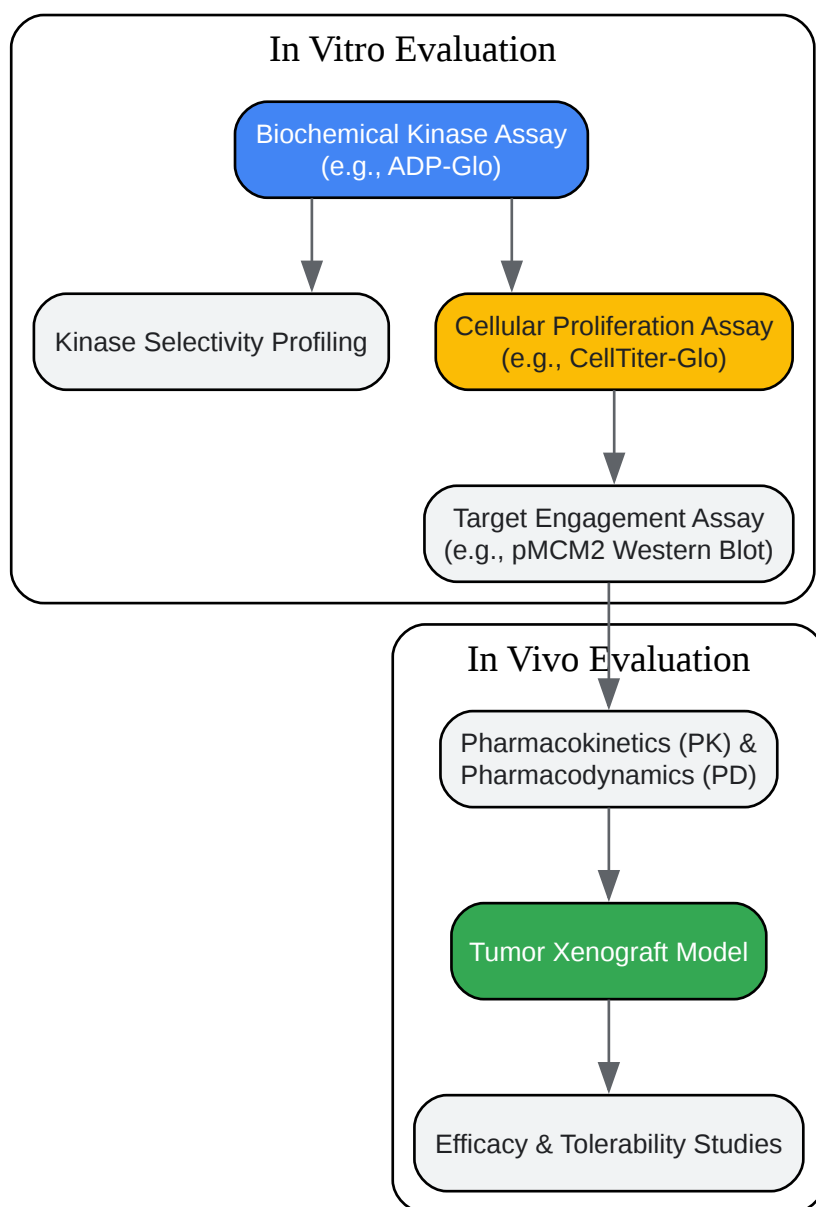 In Vitro Evaluation
Biochemical Kinase Assay
(e.g., ADP-Glo)
Kinase Selectivity Profiling
Cellular Proliferation Assay
(e.g., CellTiter-Glo)
Target Engagement Assay
(e.g., pMCM2 Western Blot)
In Vivo Evaluation
Pharmacokinetics (PK) &
Pharmacodynamics (PD)
Tumor Xenograft Model
Efficacy & Tolerability Studies